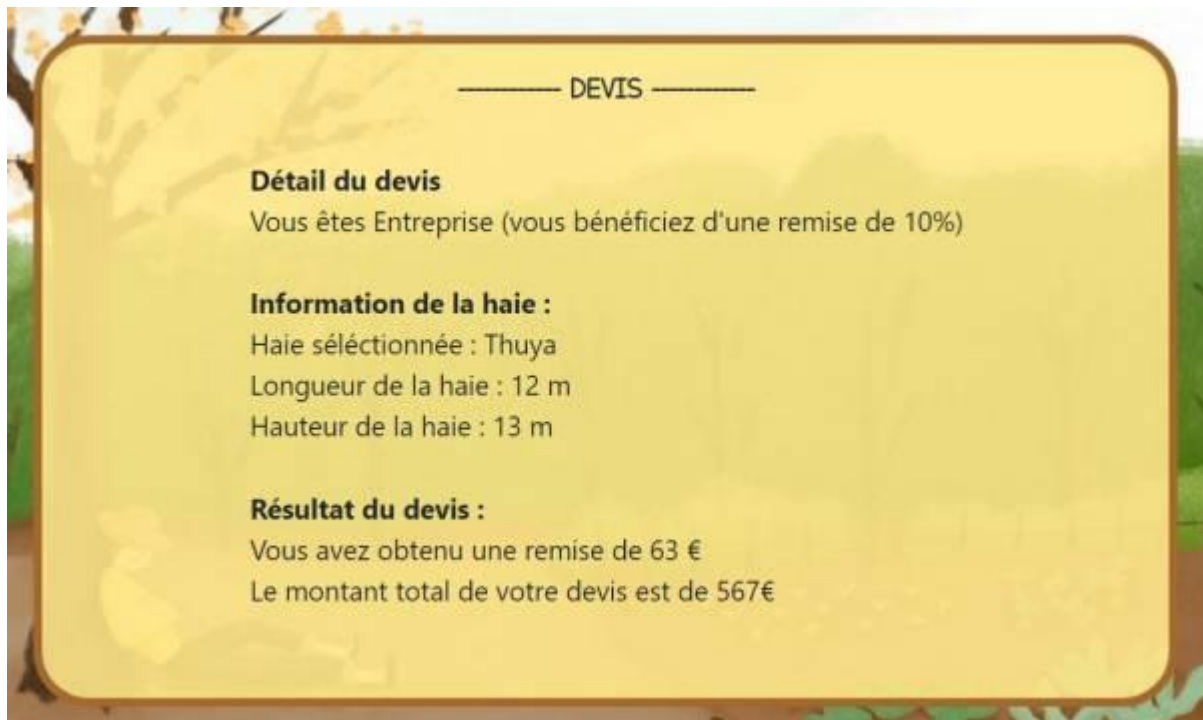 ------------ DEVIS ------------
Détail du devis
Vous êtes Entreprise (vous bénéficiez d'une remise de 10%)
Information de la haie :
Haie séléctionnée : Thuya
Longueur de la haie : 12 m
Hauteur de la haie : 13 m
Résultat du devis :
Vous avez obtenu une remise de 63 €
Le montant total de votre devis est de 567€